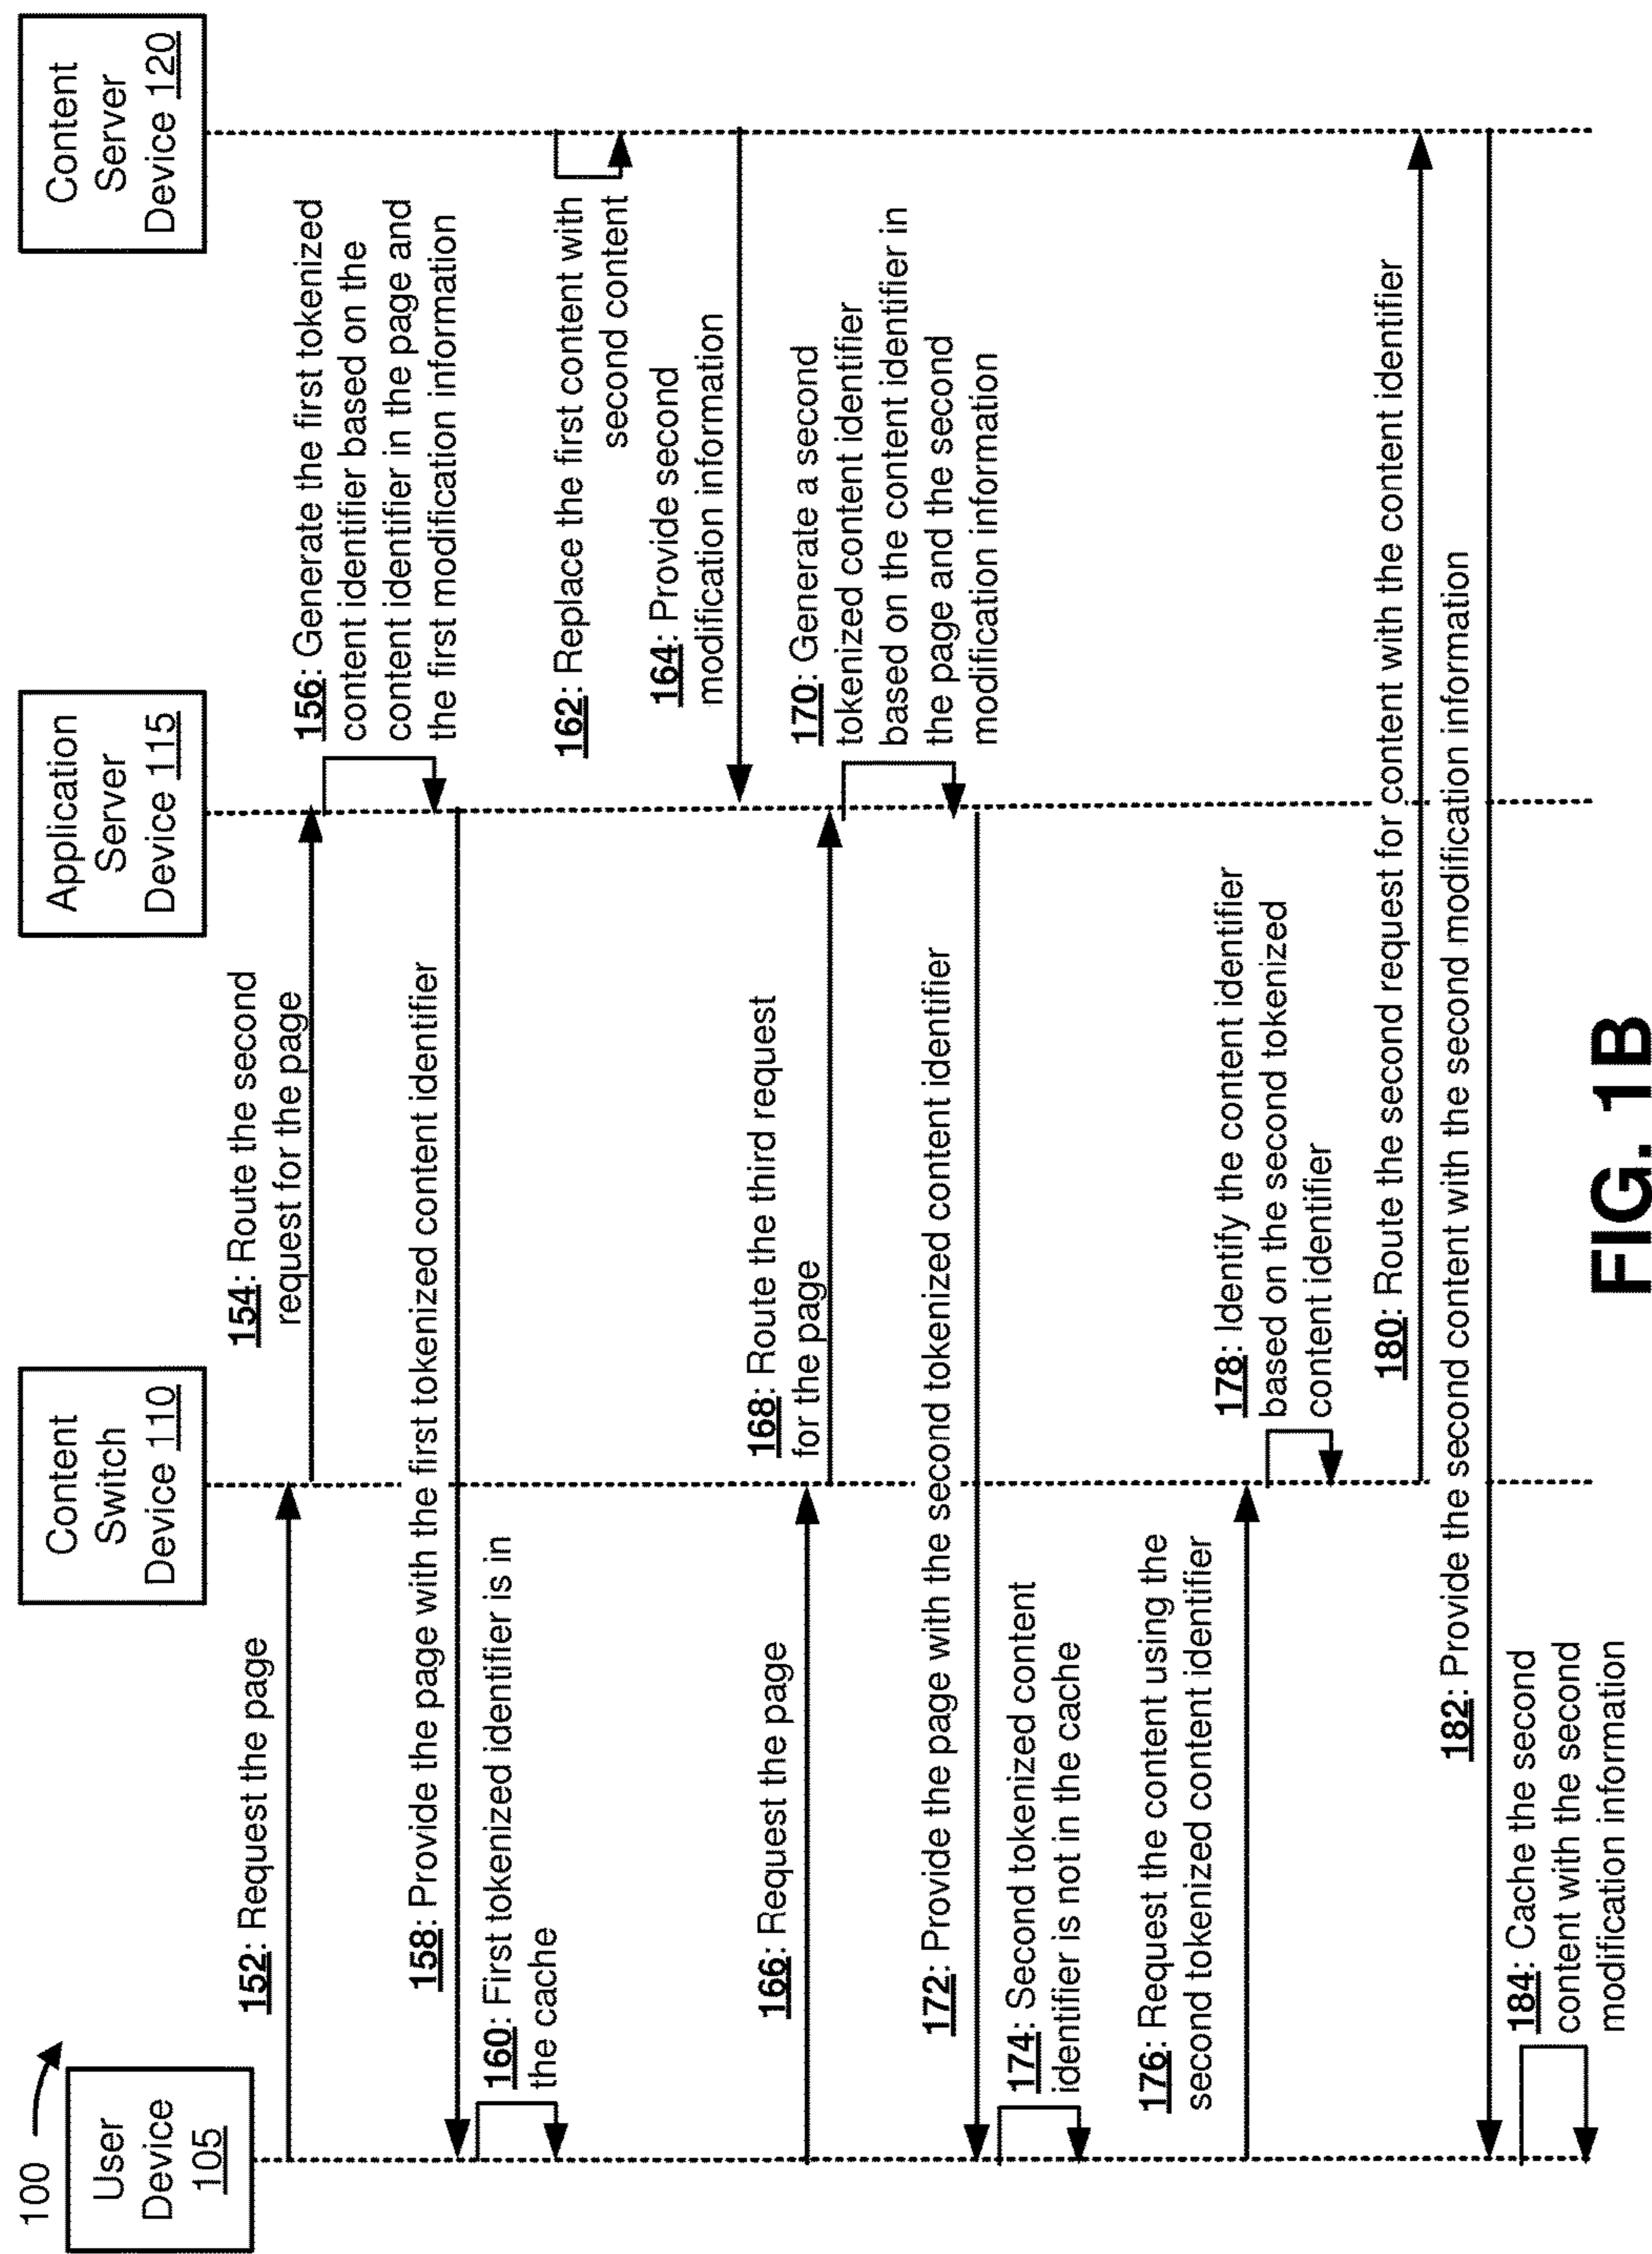 100
User
Device
105
Content
Switch
Device 110
Application
Server
Device 115
Content
Server
Device 120
152: Request the page
154: Route the second
request for the page
156: Generate the first tokenized
content identifier based on the
content identifier in the page and
the first modification information
158: Provide the page with the first tokenized content identifier
160: First tokenized identifier is in
the cache
162: Replace the first content with
second content
164: Provide second
modification information
166: Request the page
168: Route the third request
for the page
170: Generate a second
tokenized content identifier
based on the content identifier in
the page and the second
modification information
172: Provide the page with the second tokenized content identifier
174: Second tokenized content
identifier is not in the cache
176: Request the content using the
second tokenized content identifier
178: Identify the content identifier
based on the second tokenized
content identifier
180: Route the second request for content with the content identifier
182: Provide the second content with the second modification information
184: Cache the second
content with the second
modification information
FIG. 1B